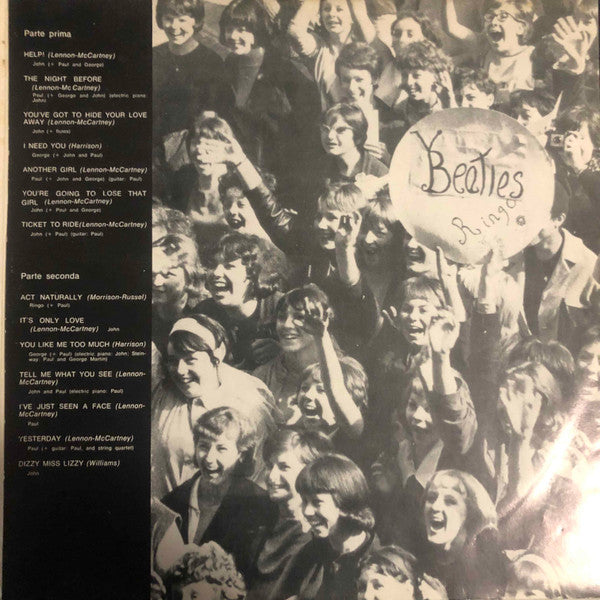 Parte prima
HELP! (Lennon-McCartney)
John (+ Paul and George)
THE NIGHT BEFORE
(Lennon-McCartney)
Paul (+ George and John) (electric piano:
John)
YOU'VE GOT TO HIDE YOUR LOVE
AWAY (Lennon-McCartney)
John (+ flutes)
I NEED YOU (Harrison)
George (+ John and Paul)
ANOTHER GIRL (Lennon-McCartney)
Paul (+ John and George) (guitar: Paul)
YOU'RE GOING TO LOSE THAT
GIRL (Lennon-McCartney)
John (+ Paul and George)
TICKET TO RIDE (Lennon-McCartney)
John (+ Paul) (guitar: Paul)
Parte seconda
ACT NATURALLY (Morrison-Russel)
Ringo (+ Paul)
IT'S ONLY LOVE
(Lennon-McCartney) John
YOU LIKE ME TOO MUCH (Harrison)
George (+ Paul) (electric piano: John; Stein-
way: Paul and George Martin)
TELL ME WHAT YOU SEE (Lennon-
McCartney)
John and Paul (electric piano: Paul)
I'VE JUST SEEN A FACE (Lennon-
McCartney)
Paul
YESTERDAY (Lennon-McCartney)
Paul (+ guitar: Paul, and string quartet)
DIZZY MISS LIZZY (Williams)
John
Beatles
Ringo